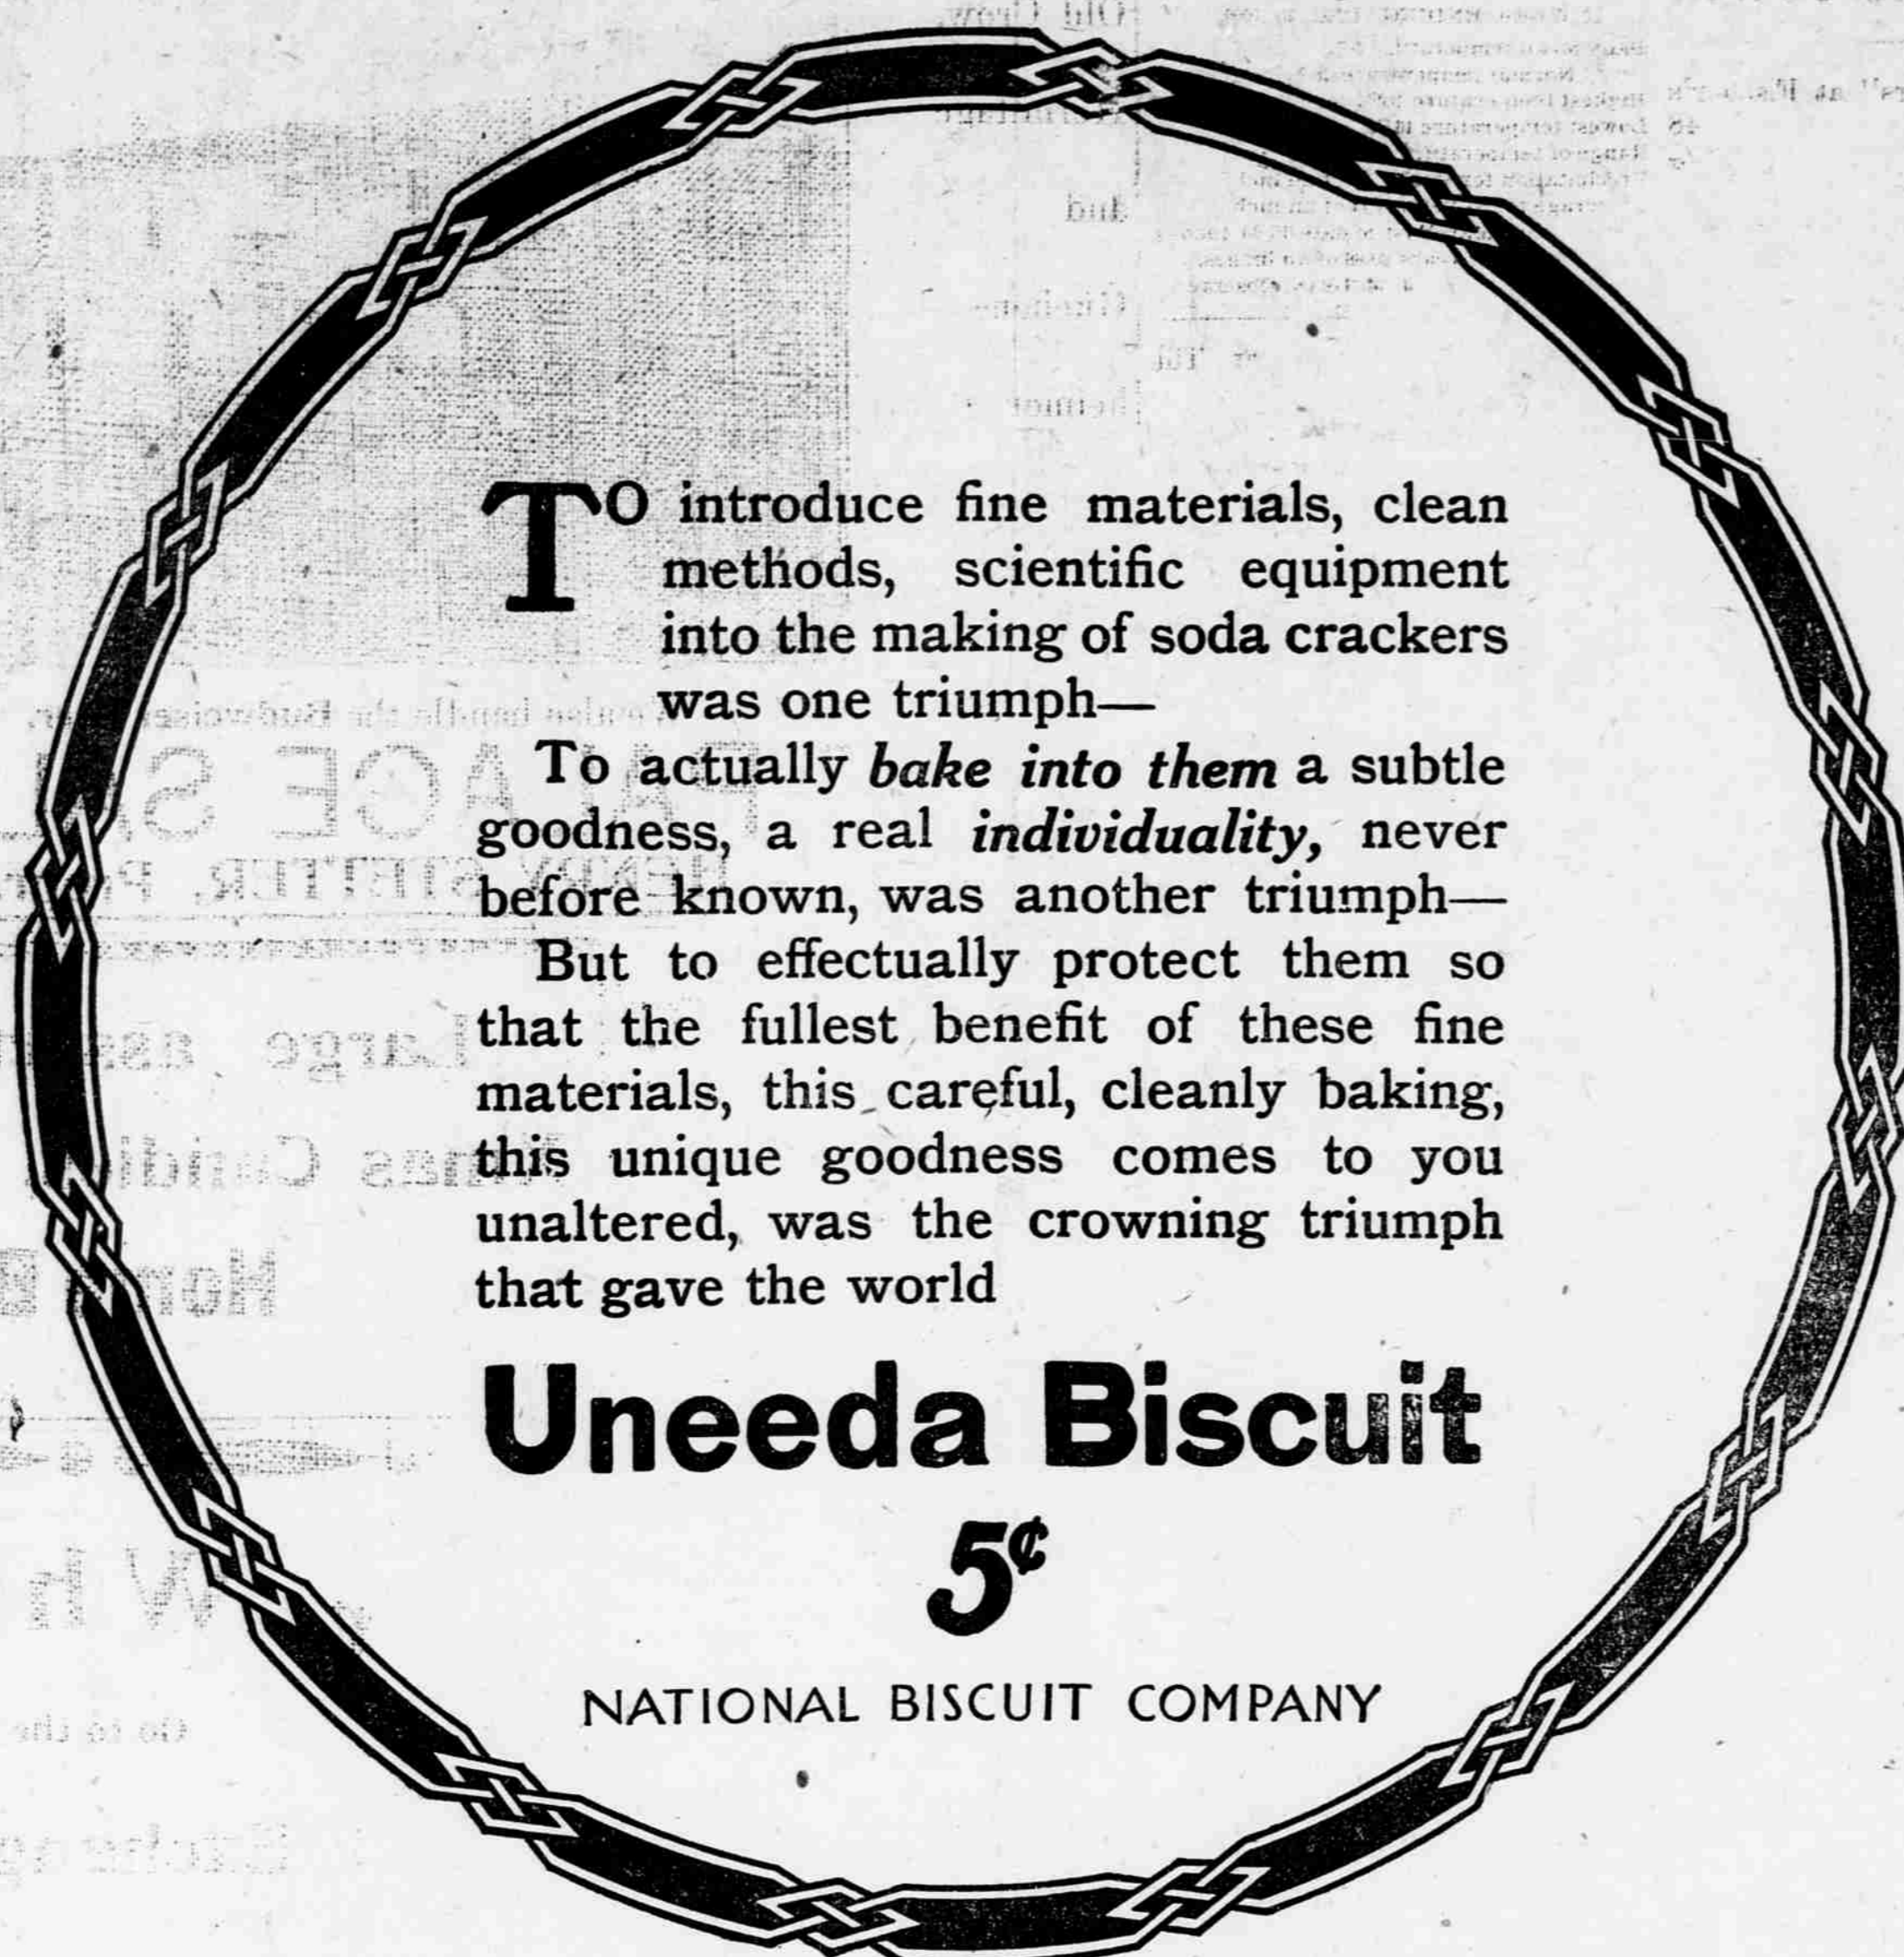 TO introduce fine materials, clean
methods, scientific equipment
into the making of soda crackers
was one triumph—
To actually bake into them a subtle
goodness, a real individuality, never
before known, was another triumph—
But to effectually protect them so
that the fullest benefit of these fine
materials, this careful, cleanly baking,
this unique goodness comes to you
unaltered, was the crowning triumph
that gave the world
Uneeda Biscuit
5¢
NATIONAL BISCUIT COMPANY